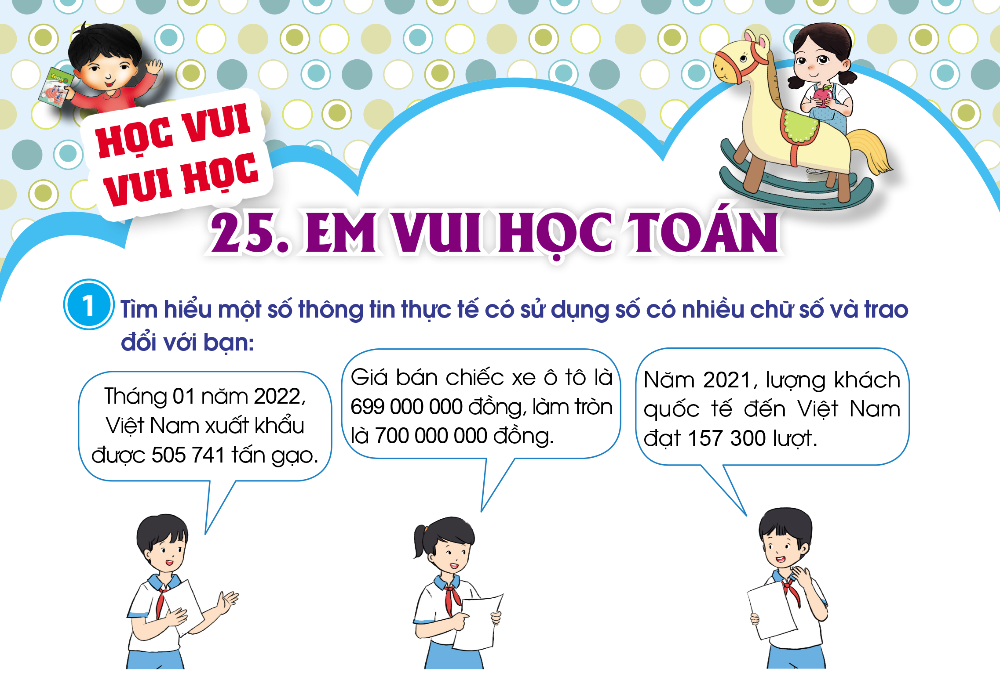 Toán
HỌC VUI
VUI HỌC
25. EM VUI HỌC TOÁN
1
Tìm hiểu một số thông tin thực tế có sử dụng số có nhiều chữ số và trao
đổi với bạn:
Tháng 01 năm 2022,
Việt Nam xuất khẩu
được 505 741 tấn gạo.
Giá bán chiếc xe ô tô là
699 000 000 đồng, làm tròn
là 700 000 000 đồng.
Năm 2021, lượng khách
quốc tế đến Việt Nam
đạt 157 300 lượt.